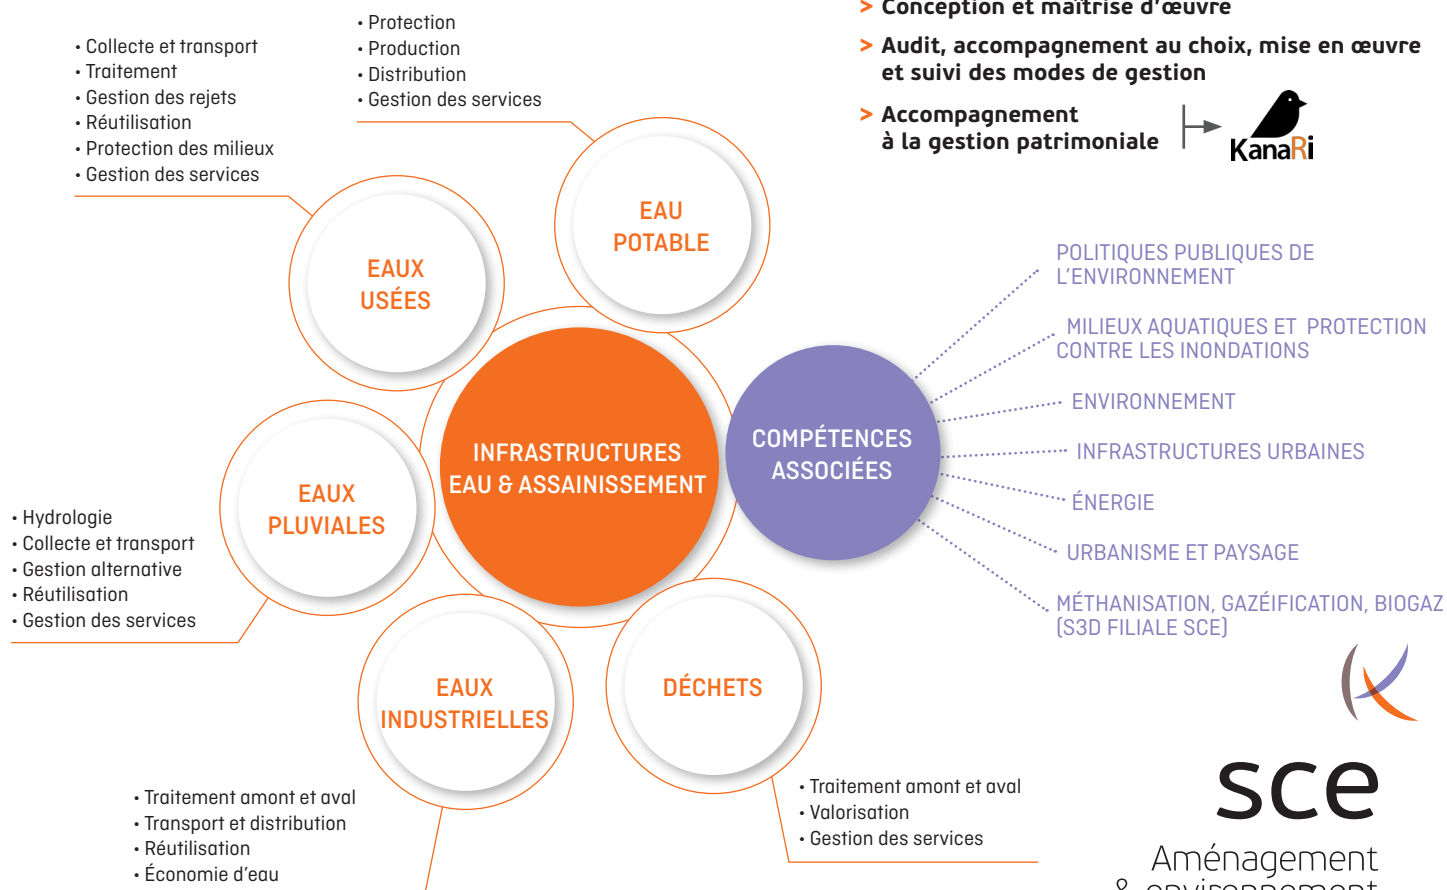 > Conception et maîtrise d'œuvre
> Audit, accompagnement au choix, mise en œuvre
et suivi des modes de gestion
> Accompagnement
à la gestion patrimoniale
KanaRi
• Protection
• Production
• Distribution
• Gestion des services
• Collecte et transport
• Traitement
• Gestion des rejets
• Réutilisation
• Protection des milieux
• Gestion des services
EAU
POTABLE
EAUX
USÉES
INFRASTRUCTURES
EAU & ASSAINISSEMENT
COMPÉTENCES
ASSOCIÉES
POLITIQUES PUBLIQUES DE
L'ENVIRONNEMENT
MILIEUX AQUATIQUES ET PROTECTION
CONTRE LES INONDATIONS
ENVIRONNEMENT
INFRASTRUCTURES URBAINES
ÉNERGIE
URBANISME ET PAYSAGE
MÉTHANISATION, GAZÉIFICATION, BIOGAZ
(S3D FILIALE SCE)
EAUX
PLUVIALES
• Hydrologie
• Collecte et transport
• Gestion alternative
• Réutilisation
• Gestion des services
EAUX
INDUSTRIELLES
DÉCHETS
• Traitement amont et aval
• Transport et distribution
• Réutilisation
• Économie d'eau
• Traitement amont et aval
• Valorisation
• Gestion des services
sce
Aménagement
& environnement